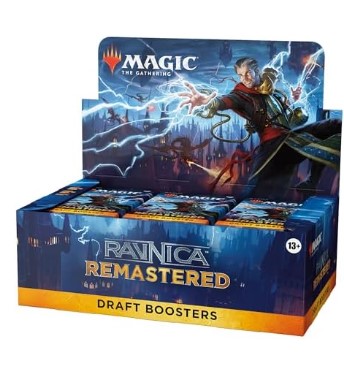 MAGIC
THE GATHERING
RAVNICA
REMASTERED
13+
DRAFT BOOSTERS